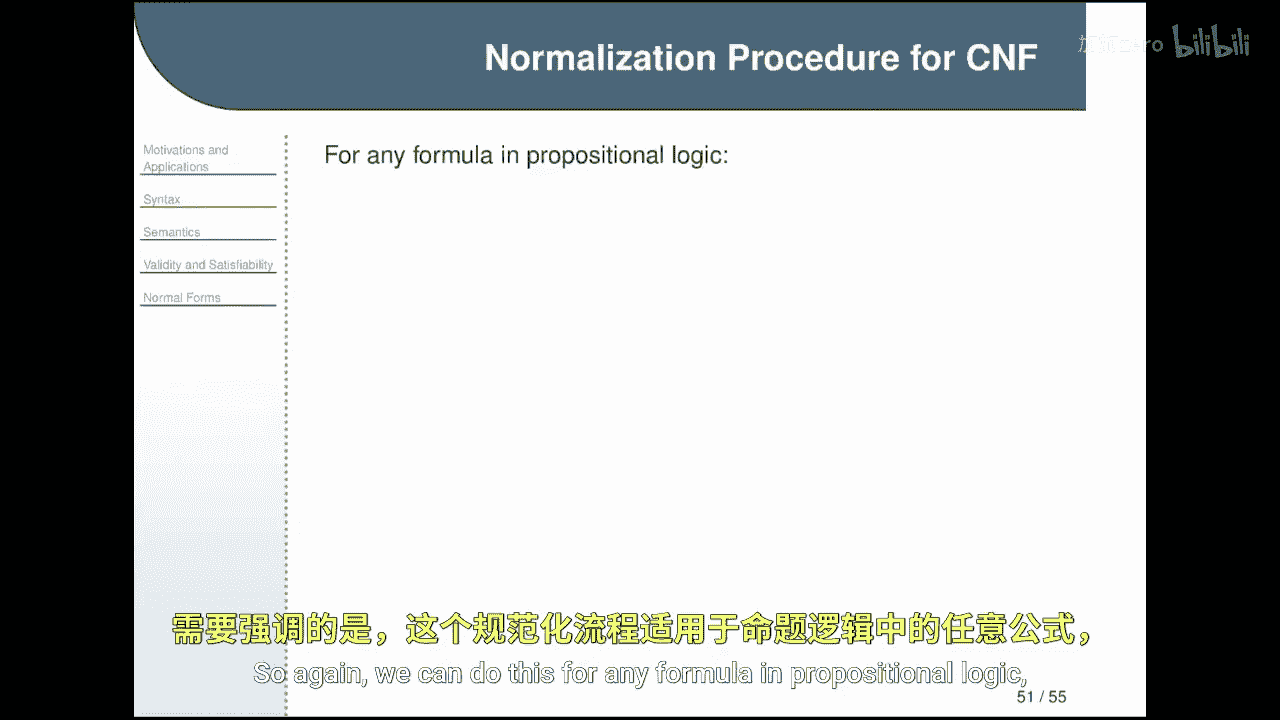 Normalization Procedure for CNF
bilibili
Motivations and
Applications
Syntax
Semantics
Validity and Satisfiability
Normal Forms
For any formula in propositional logic:
需要强调的是，这个规范化流程适用于命题逻辑中的任意公式，
So again, we can do this for any formula in propositional logic,
51 / 55